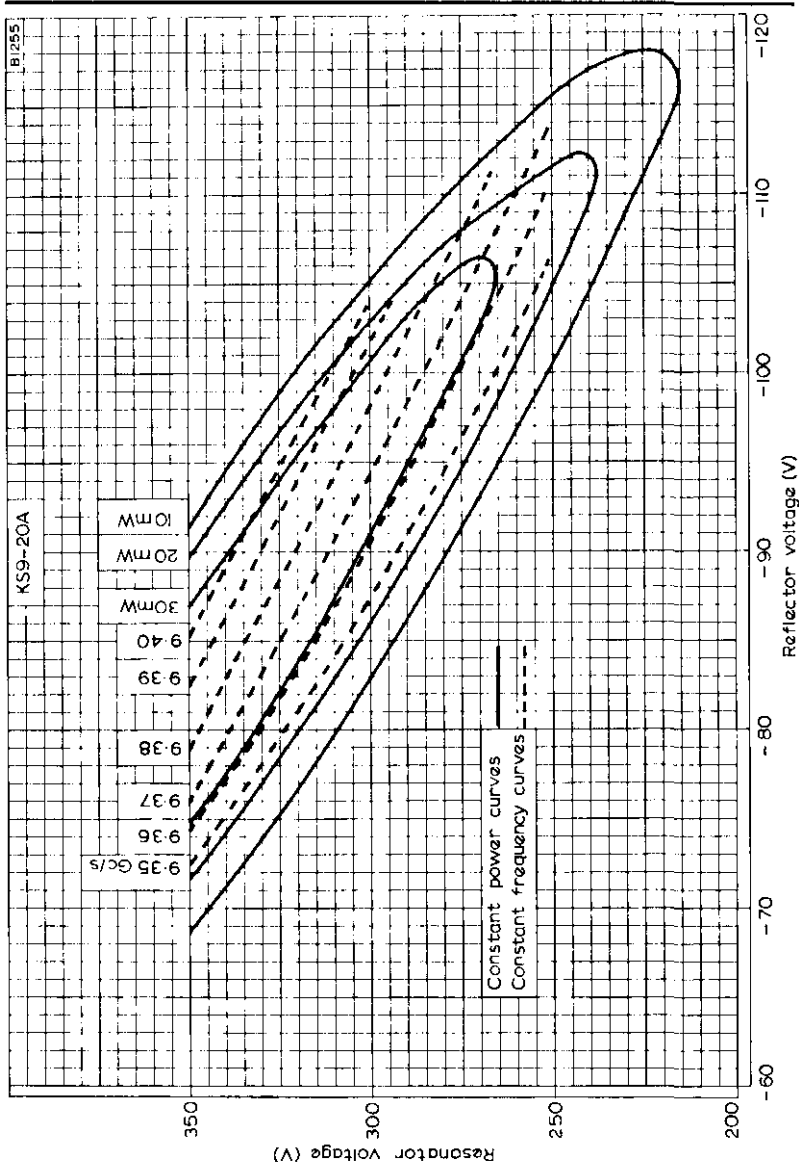 B1255
KS9-20A
10mW
20mW
30mW
9·40
9·39
9·38
9·37
9·36
9·35 Gc/s
Constant power curves
Constant frequency curves
Resonator voltage (V)
350
300
250
200
-60
-70
-80
-90
-100
-110
-120
Reflector voltage (V)